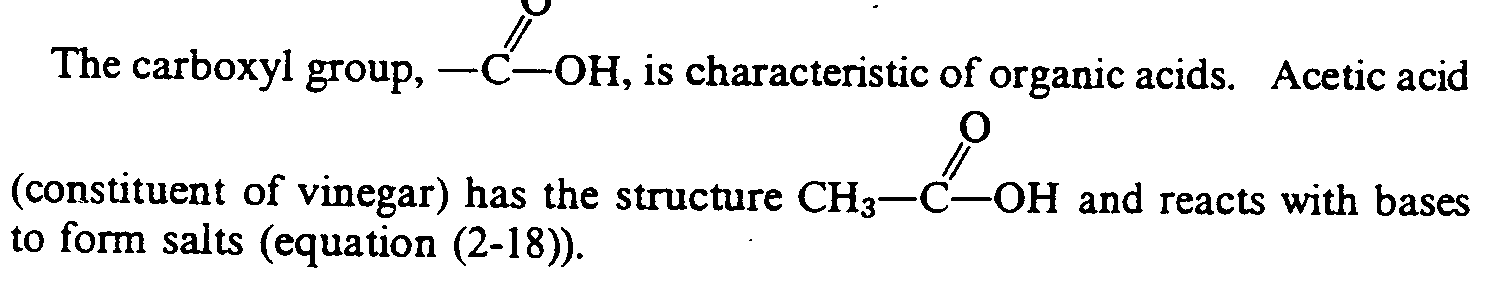 O
The carboxyl group, —C—OH, is characteristic of organic acids. Acetic acid
O
(constituent of vinegar) has the structure CH₃—C—OH and reacts with bases
to form salts (equation (2-18)).